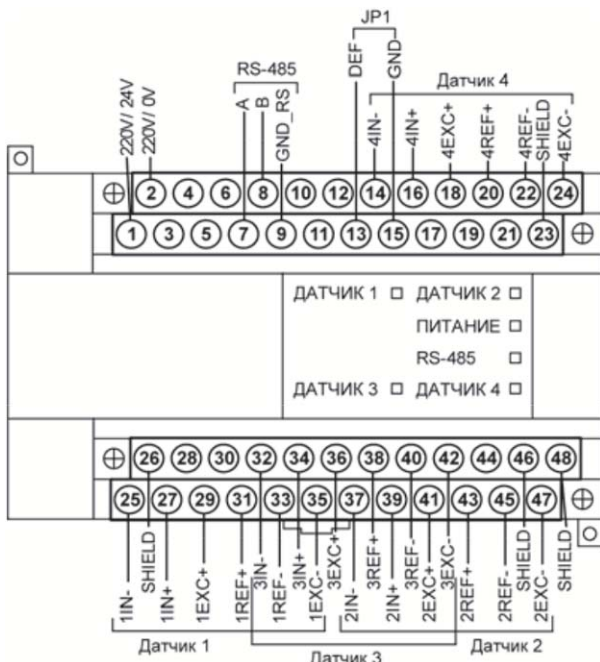 JP1
RS-485
DEF
GND
Датчик 4
220V/ 24V
220V/ 0V
A
B
GND_RS
4IN-
4IN+
4EXC+
4REF+
4REF-
SHIELD
4EXC-
2 4 6 8 10 12 14 16 18 20 22 24
1 3 5 7 9 11 13 15 17 19 21 23
ДАТЧИК 1 ДАТЧИК 2
ПИТАНИЕ
RS-485
ДАТЧИК 3 ДАТЧИК 4
26 28 30 32 34 36 38 40 42 44 46 48
25 27 29 31 33 35 37 39 41 43 45 47
1IN-
SHIELD
1IN+
1EXC+
1REF+
3IN-
1REF-
3IN+
1EXC-
3EXC+
2IN-
3REF+
2IN+
3REF-
2EXC+
3EXC-
2REF+
2REF-
SHIELD
2EXC-
SHIELD
Датчик 1
Датчик 3
Датчик 2